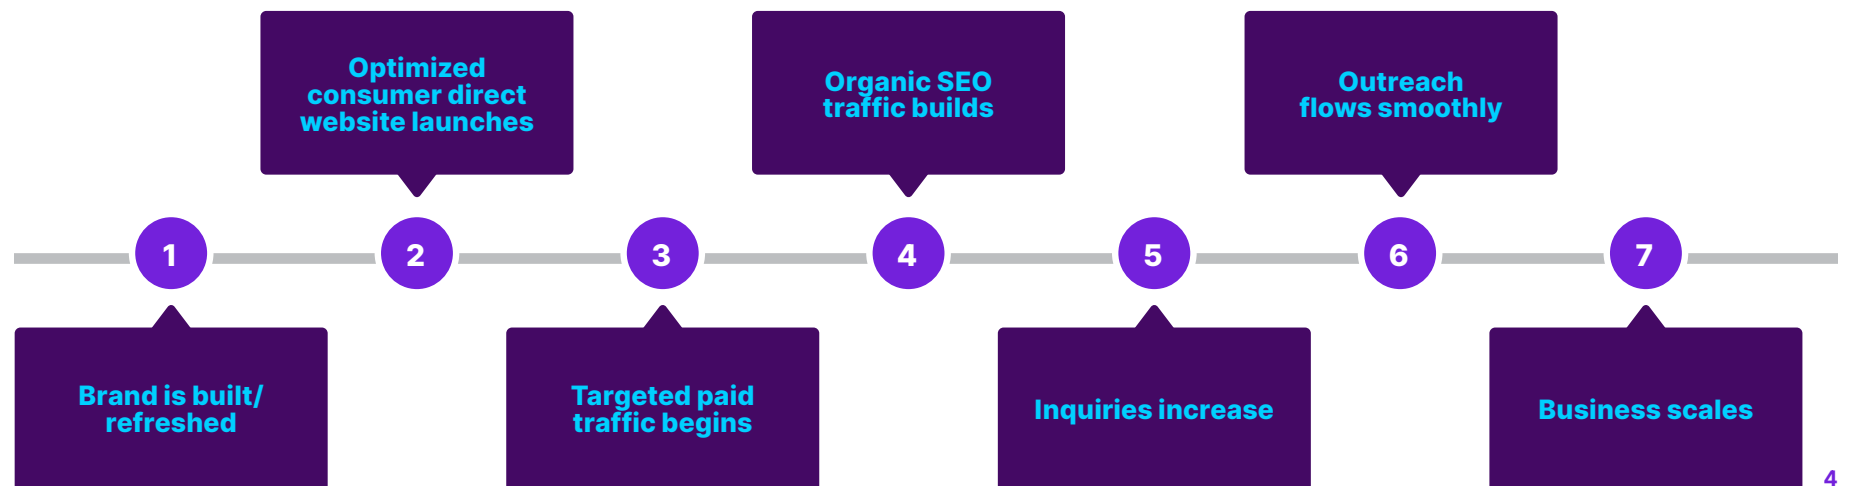 Optimized
consumer direct
website launches
Organic SEO
traffic builds
Outreach
flows smoothly
1
2
3
4
5
6
7
Brand is built/
refreshed
Targeted paid
traffic begins
Inquiries increase
Business scales
4